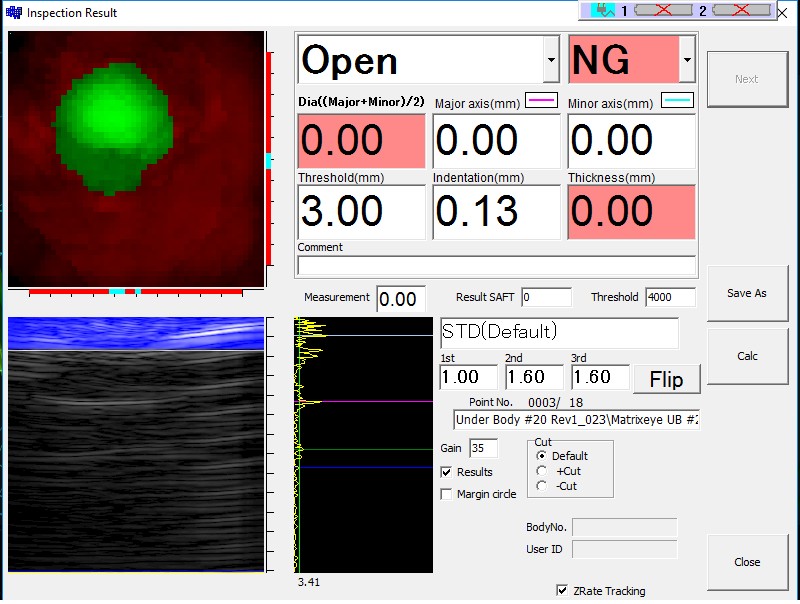 Inspection Result
1 2
Open NG
Next
Dia((Major+Minor)/2) Major axis(mm) Minor axis(mm)
0.00 0.00 0.00
Threshold(mm) Indentation(mm) Thickness(mm)
3.00 0.13 0.00
Comment
Measurement 0.00 Result SAFT 0 Threshold 4000
Save As
STD(Default)
Calc
1st 2nd 3rd
1.00 1.60 1.60 Flip
Point No. 0003/ 18
Under Body #20 Rev1_023\Matrixeye UB #2
Gain 35
Cut
Default
+Cut
-Cut
Results
Margin circle
BodyNo.
User ID
Close
3.41
ZRate Tracking